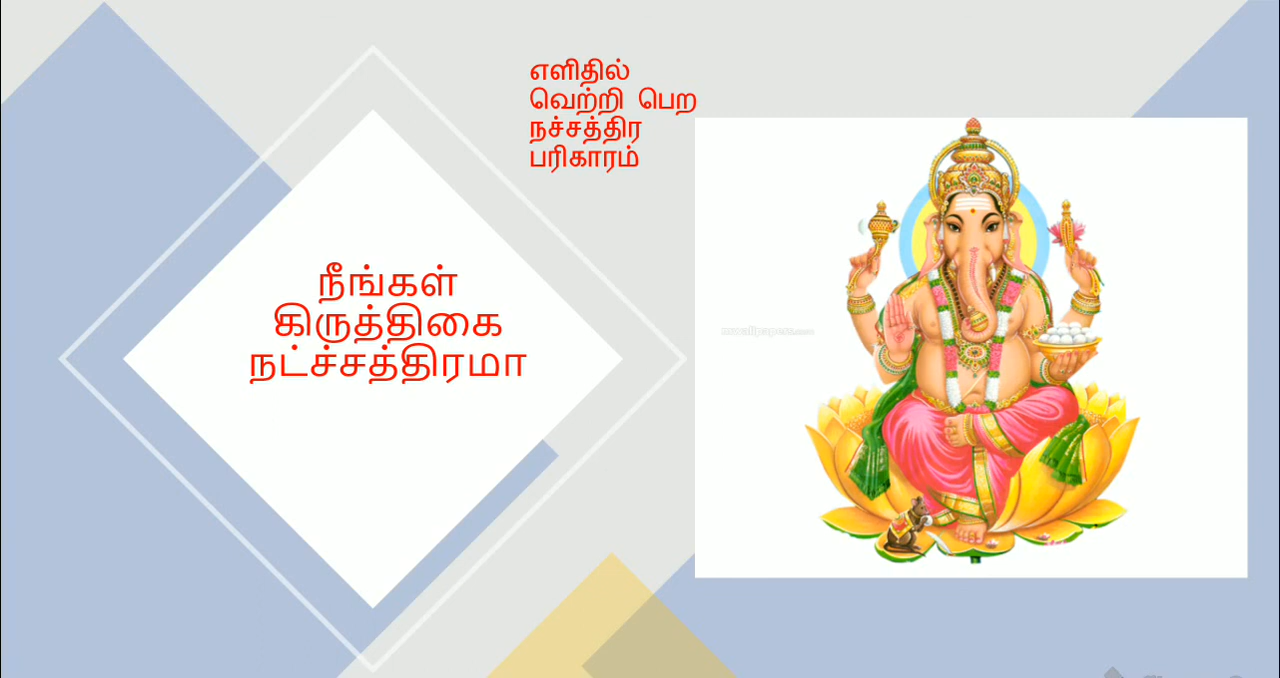 எளிதில்
வெற்றி பெற
நச்சத்திர
பரிகாரம்
நீங்கள்
கிருத்திகை
நட்ச்சத்திரமா